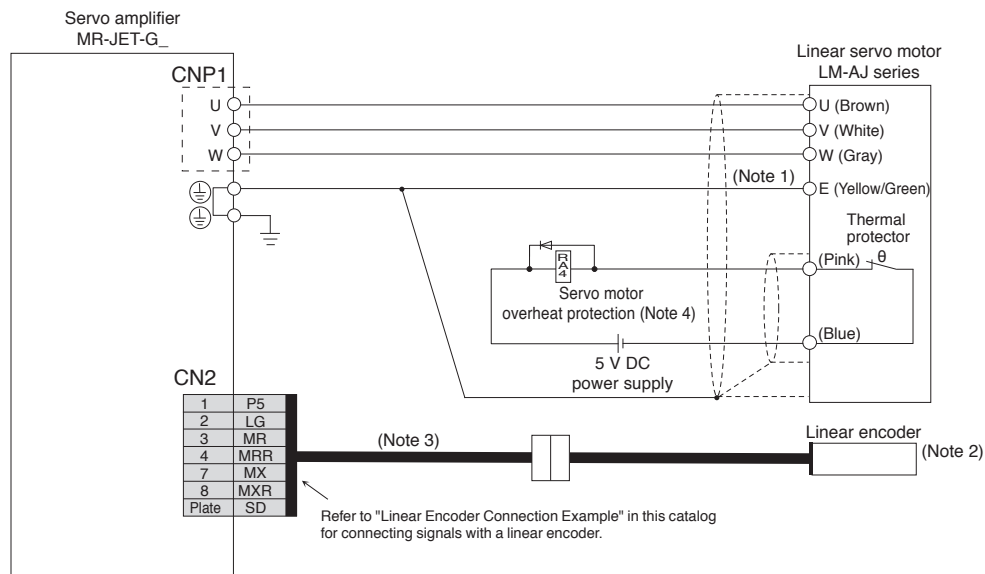 Servo amplifier
MR-JET-G_
Linear servo motor
LM-AJ series
CNP1
U
U (Brown)
V
V (White)
W
W (Gray)
(Note 1)
E (Yellow/Green)
Thermal
protector
θ
(Pink)
RA4
Servo motor
overheat protection (Note 4)
(Blue)
5 V DC
power supply
CN2
1 P5
2 LG
3 MR
4 MRR
7 MX
8 MXR
Plate SD
(Note 3)
Linear encoder
(Note 2)
Refer to "Linear Encoder Connection Example" in this catalog
for connecting signals with a linear encoder.